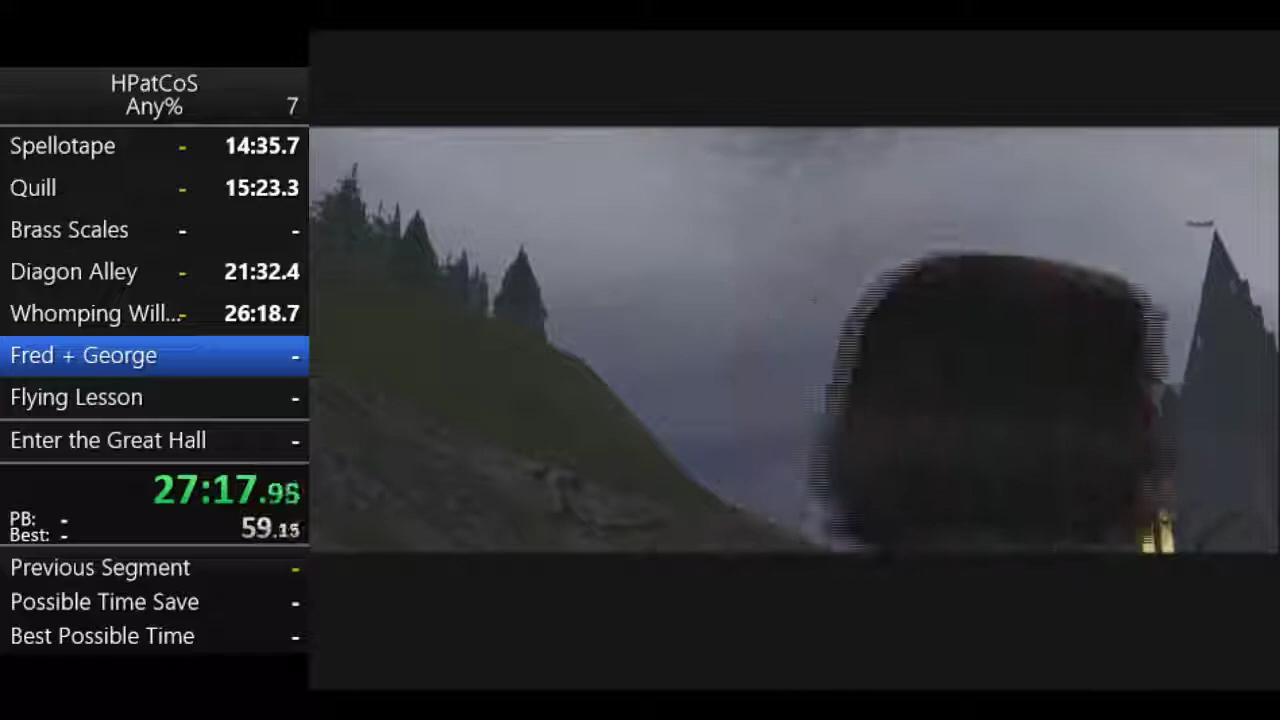 HPatCoS
Any% 7
Spellotape - 14:35.7
Quill - 15:23.3
Brass Scales - -
Diagon Alley - 21:32.4
Whomping Will... - 26:18.7
Fred + George -
Flying Lesson -
Enter the Great Hall -
27:17.95
PB: -
Best: - 59.15
Previous Segment -
Possible Time Save -
Best Possible Time -